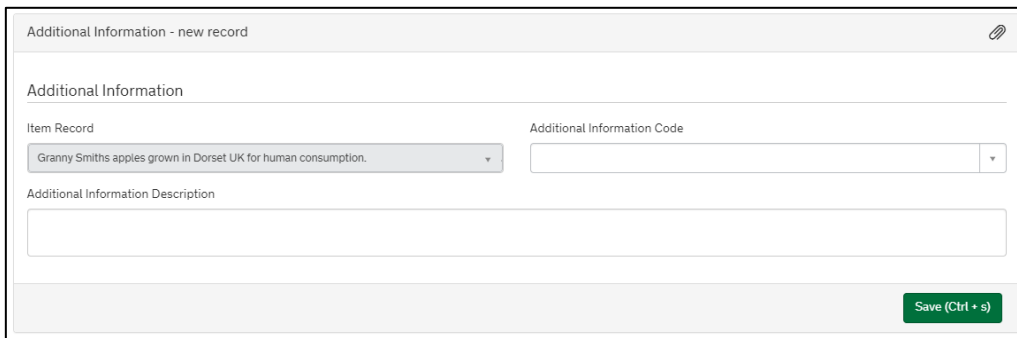 Additional Information - new record
Additional Information
Item Record
Additional Information Code
Granny Smiths apples grown in Dorset UK for human consumption.
Additional Information Description
Save (Ctrl + s)